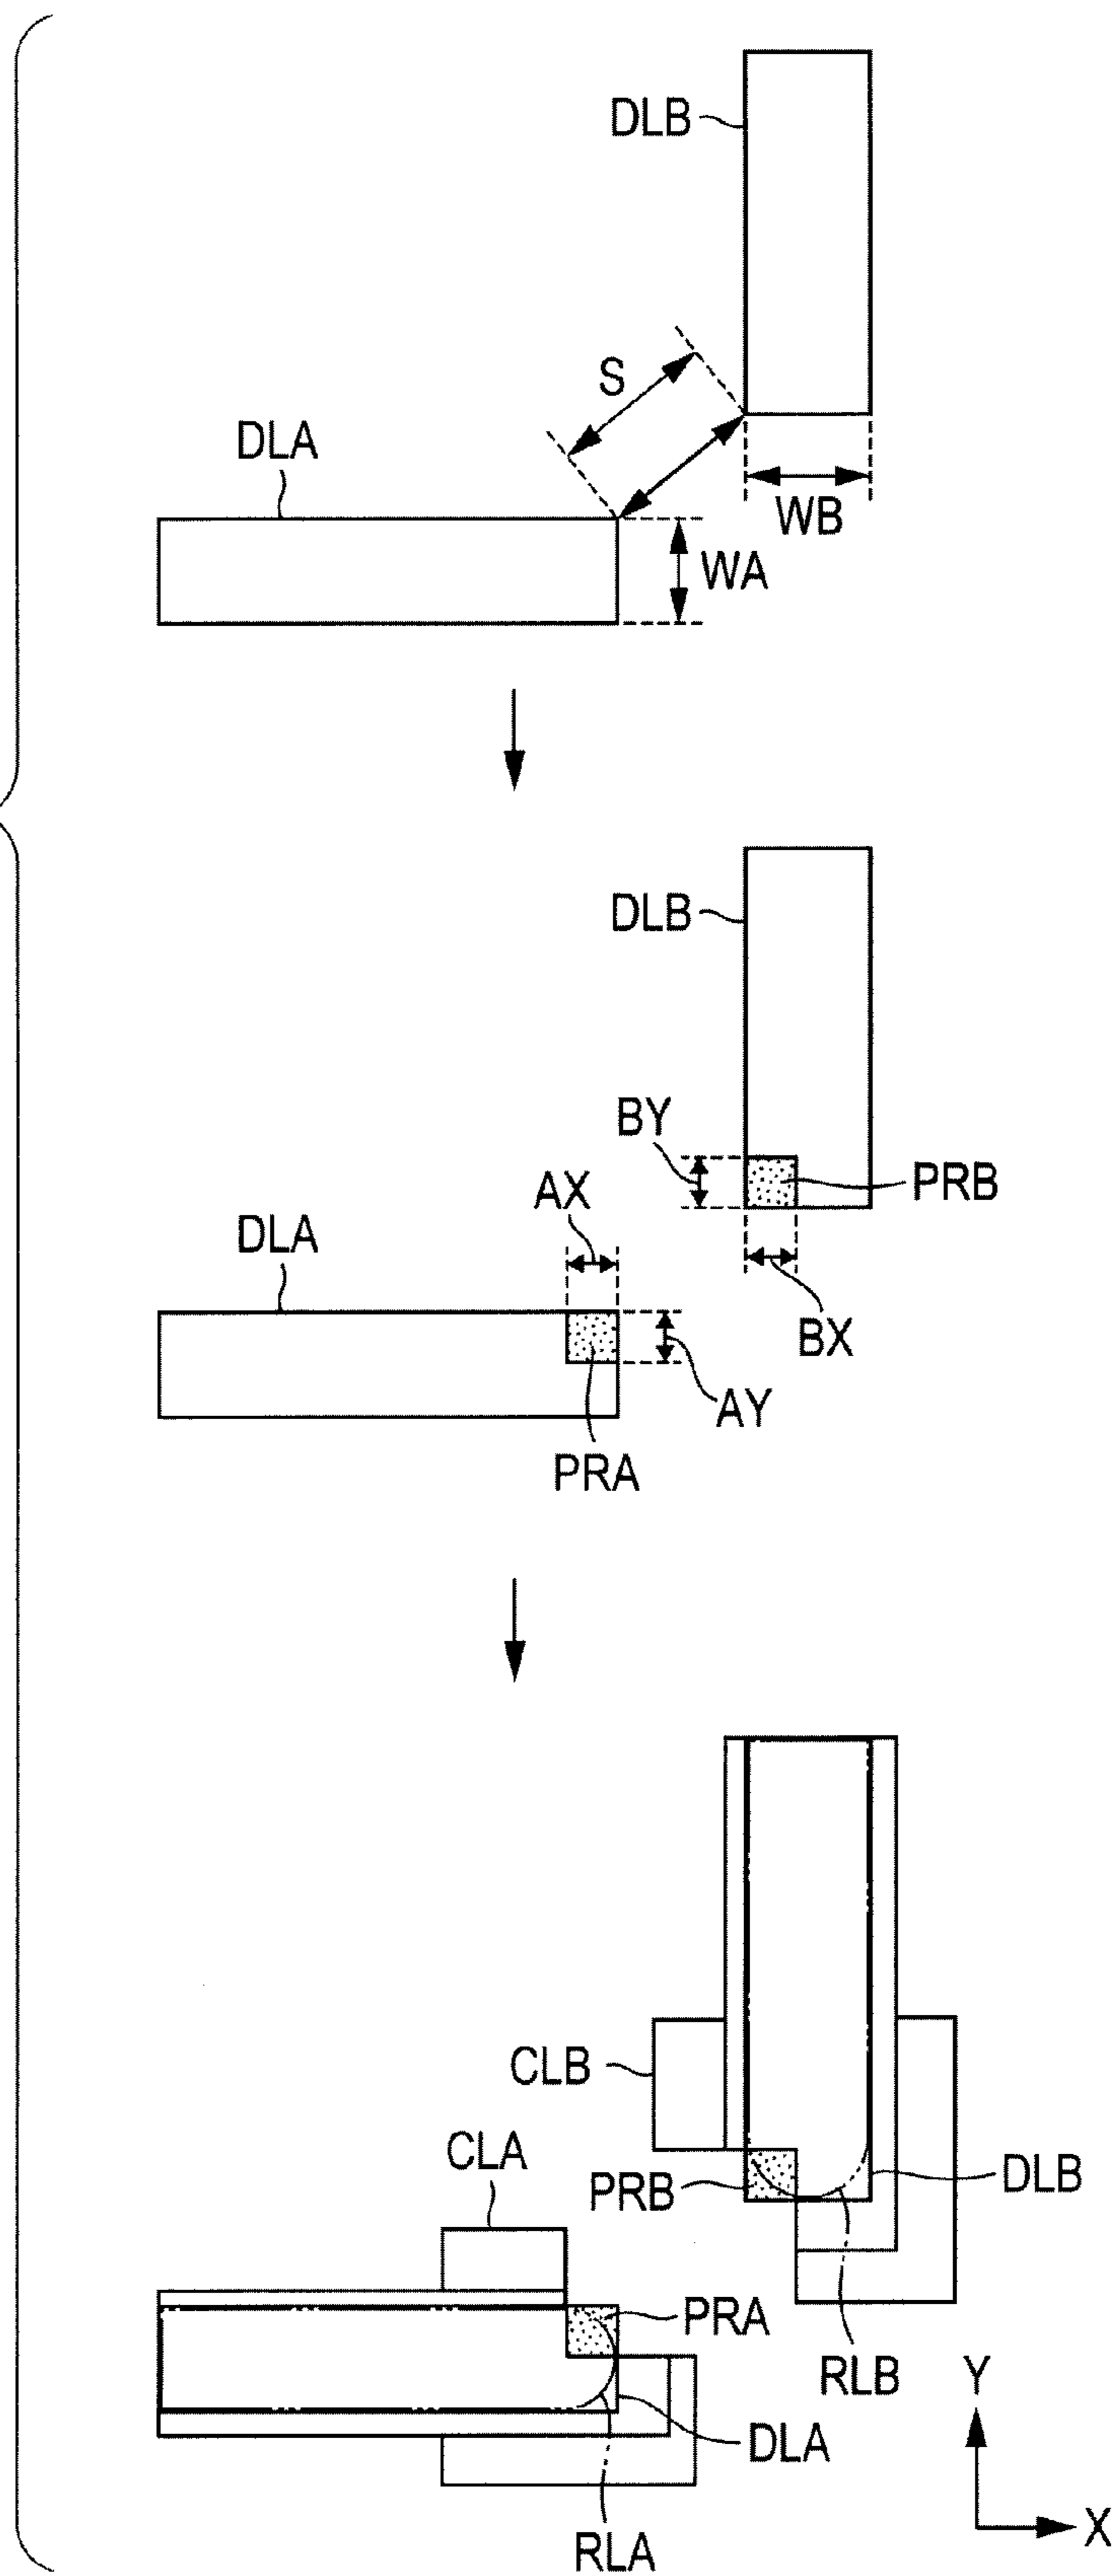 DLB
S
DLA
WB
WA
DLB
BY
PRB
AX
DLA
BX
AY
PRA
CLB
CLA
PRB
DLB
PRA
RLB
Y
DLA
X
RLA